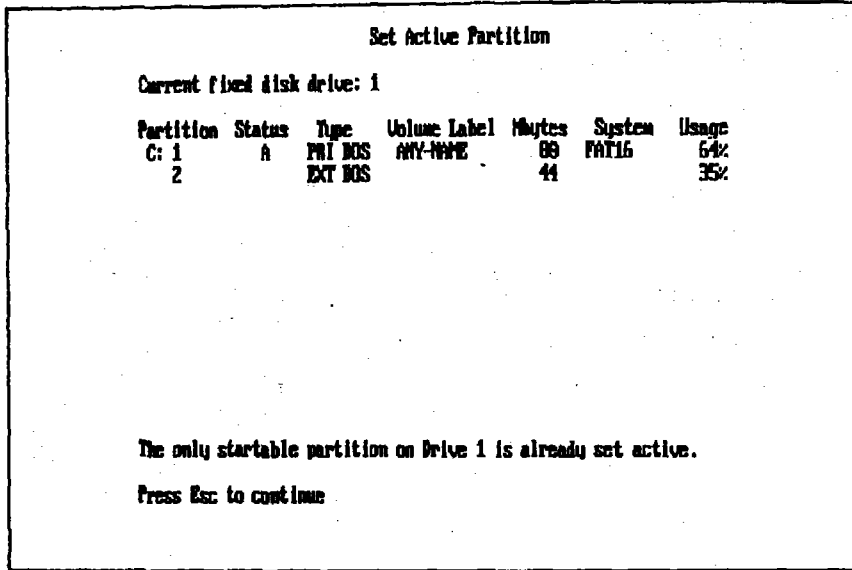 Set Active Partition
Current fixed disk drive: 1
Partition Status Type Volume Label Mbytes System Usage
C: 1 A PRI DOS ANY-NAME 80 FAT16 64%
2 EXT DOS 44 35%
The only startable partition on Drive 1 is already set active.
Press Esc to continue